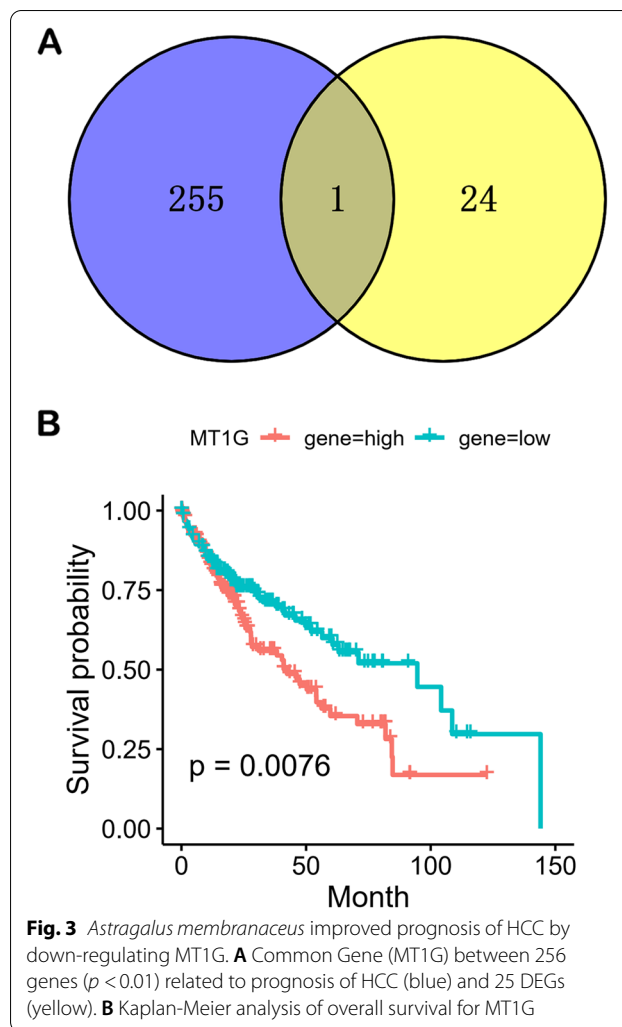 A
255 1 24
B
MT1G gene=high gene=low
1.00
0.75
0.50
0.25
0.00
Survival probability
p = 0.0076
0 50 100 150
Month
Fig. 3 Astragalus membranaceus improved prognosis of HCC by
down-regulating MT1G. A Common Gene (MT1G) between 256
genes (p < 0.01) related to prognosis of HCC (blue) and 25 DEGs
(yellow). B Kaplan-Meier analysis of overall survival for MT1G